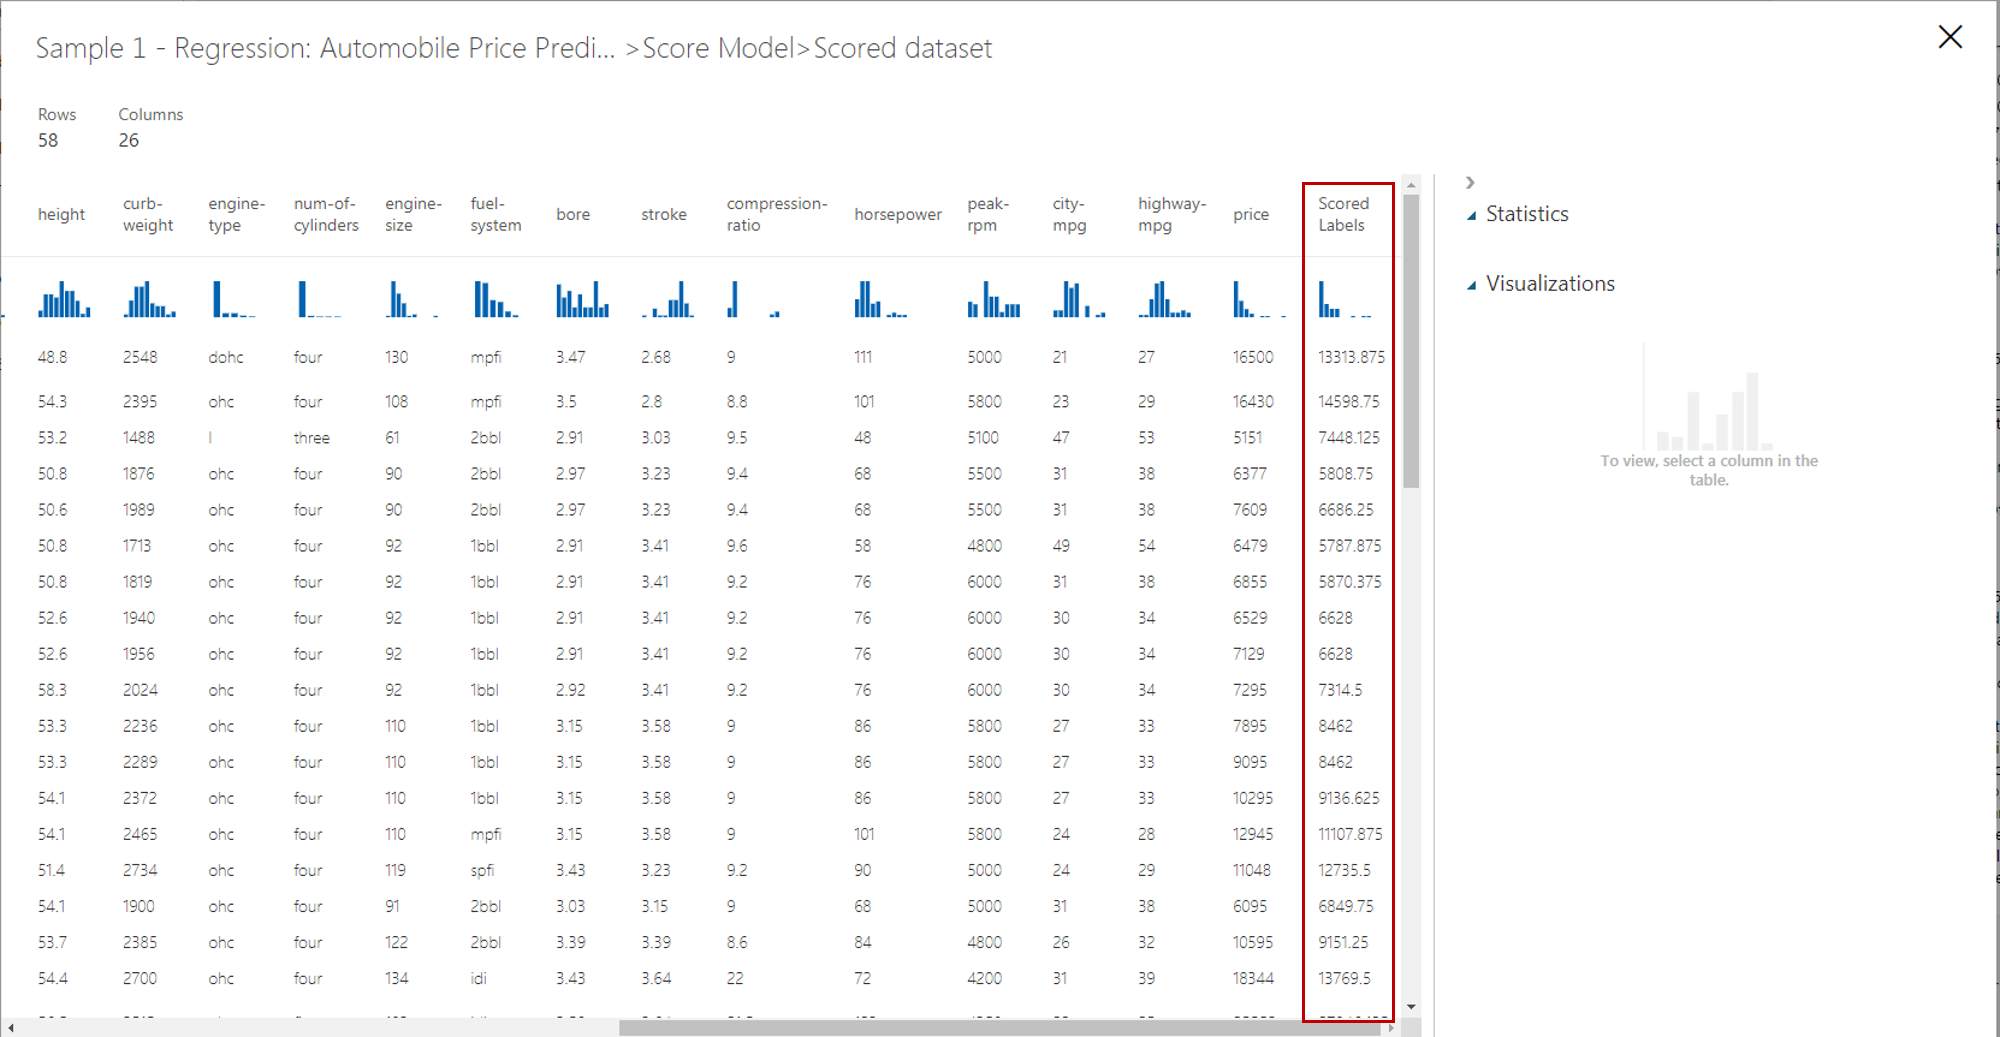 Sample 1 - Regression: Automobile Price Predi... >Score Model>Scored dataset
Rows Columns
58 26
height curb-weight engine-type num-of-cylinders engine-size fuel-system bore stroke compression-ratio horsepower peak-rpm city-mpg highway-mpg price Scored Labels
48.8 2548 dohc four 130 mpfi 3.47 2.68 9 111 5000 21 27 16500 13313.875
54.3 2395 ohc four 108 mpfi 3.5 2.8 8.8 101 5800 23 29 16430 14598.75
53.2 1488 l three 61 2bbl 2.91 3.03 9.5 48 5100 47 53 5151 7448.125
50.8 1876 ohc four 90 2bbl 2.97 3.23 9.4 68 5500 31 38 6377 5808.75
50.6 1989 ohc four 90 2bbl 2.97 3.23 9.4 68 5500 31 38 7609 6686.25
50.8 1713 ohc four 92 1bbl 2.91 3.41 9.6 58 4800 49 54 6479 5787.875
50.8 1819 ohc four 92 1bbl 2.91 3.41 9.2 76 6000 31 38 6855 5870.375
52.6 1940 ohc four 92 1bbl 2.91 3.41 9.2 76 6000 30 34 6529 6628
52.6 1956 ohc four 92 1bbl 2.91 3.41 9.2 76 6000 30 34 7129 6628
58.3 2024 ohc four 92 1bbl 2.92 3.41 9.2 76 6000 30 34 7295 7314.5
53.3 2236 ohc four 110 1bbl 3.15 3.58 9 86 5800 27 33 7895 8462
53.3 2289 ohc four 110 1bbl 3.15 3.58 9 86 5800 27 33 9095 8462
54.1 2372 ohc four 110 1bbl 3.15 3.58 9 86 5800 27 33 10295 9136.625
54.1 2465 ohc four 110 mpfi 3.15 3.58 9 101 5800 24 28 12945 11107.875
51.4 2734 ohc four 119 spfi 3.43 3.23 9.2 90 5000 24 29 11048 12735.5
54.1 1900 ohc four 91 2bbl 3.03 3.15 9 68 5000 31 38 6095 6849.75
53.7 2385 ohc four 122 2bbl 3.39 3.39 8.6 84 4800 26 32 10595 9151.25
54.4 2700 ohc four 134 idi 3.43 3.64 22 72 4200 31 39 18344 13769.5
Statistics
Visualizations
To view, select a column in the
table.